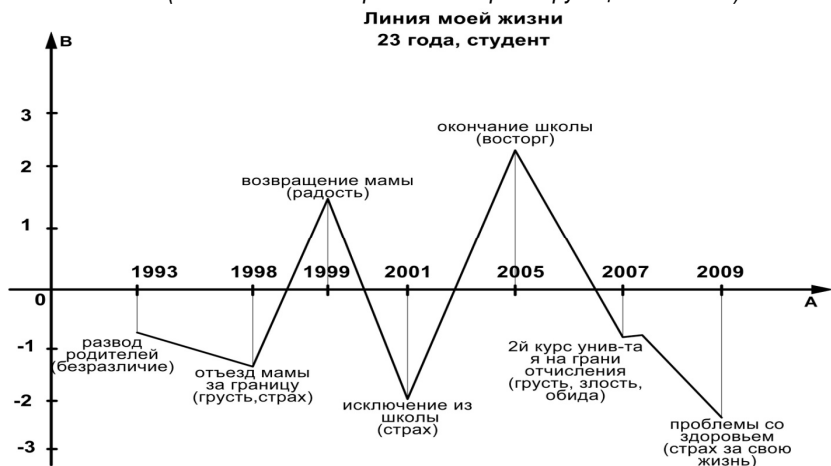 Линия моей жизни
23 года, студент
В
3
2
1
0
-1
-2
-3
А
1993
1998
1999
2001
2005
2007
2009
развод
родителей
(безразличие)
отъезд мамы
за границу
(грусть,страх)
возвращение мамы
(радость)
исключение из
школы
(страх)
окончание школы
(восторг)
2й курс унив-та
я на грани
отчисления
(грусть, злость,
обида)
проблемы со
здоровьем
(страх за свою
жизнь)